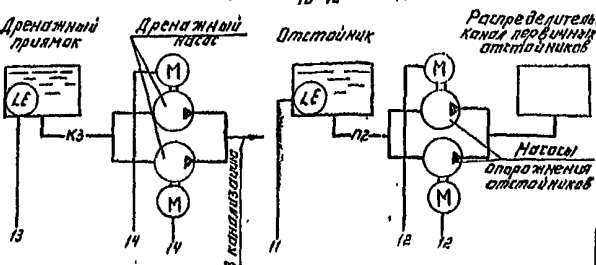 Дренажный
приямок
Дренажный
насос
Отстойник
Распределитель
канал первичных
отстойников
LE
M
LE
M
К3
П2
Насосы
опорожнения
отстойников
M
M
В канализацию
13
14
14
11
12
12